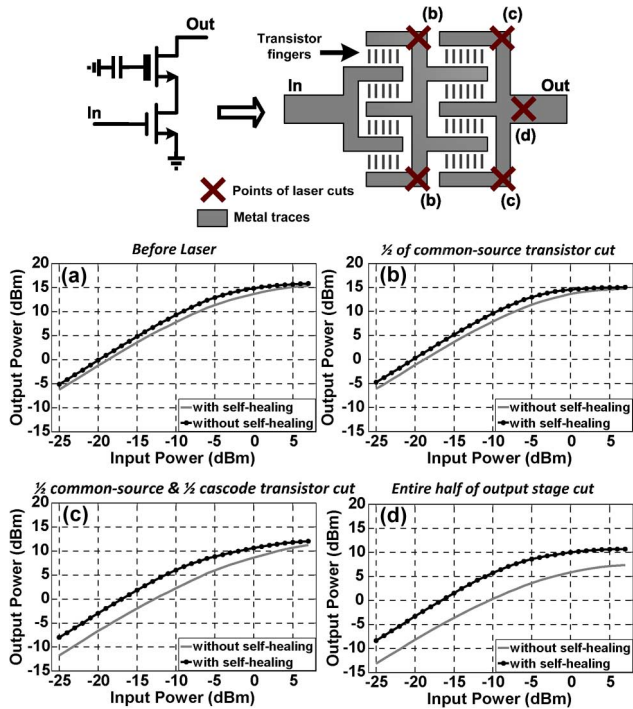 Out
In
Transistor
fingers
(b)
(c)
In
Out
(d)
(b)
(c)
Points of laser cuts
Metal traces
Before Laser
(a)
Output Power (dBm)
20
15
10
5
0
-5
-10
-15
with self-healing
without self-healing
-25 -20 -15 -10 -5 0 5
Input Power (dBm)
½ of common-source transistor cut
(b)
Output Power (dBm)
20
15
10
5
0
-5
-10
-15
without self-healing
with self-healing
-25 -20 -15 -10 -5 0 5
Input Power (dBm)
½ common-source & ½ cascode transistor cut
(c)
Output Power (dBm)
20
15
10
5
0
-5
-10
-15
without self-healing
with self-healing
-25 -20 -15 -10 -5 0 5
Input Power (dBm)
Entire half of output stage cut
(d)
Output Power (dBm)
20
15
10
5
0
-5
-10
-15
without self-healing
with self-healing
-25 -20 -15 -10 -5 0 5
Input Power (dBm)